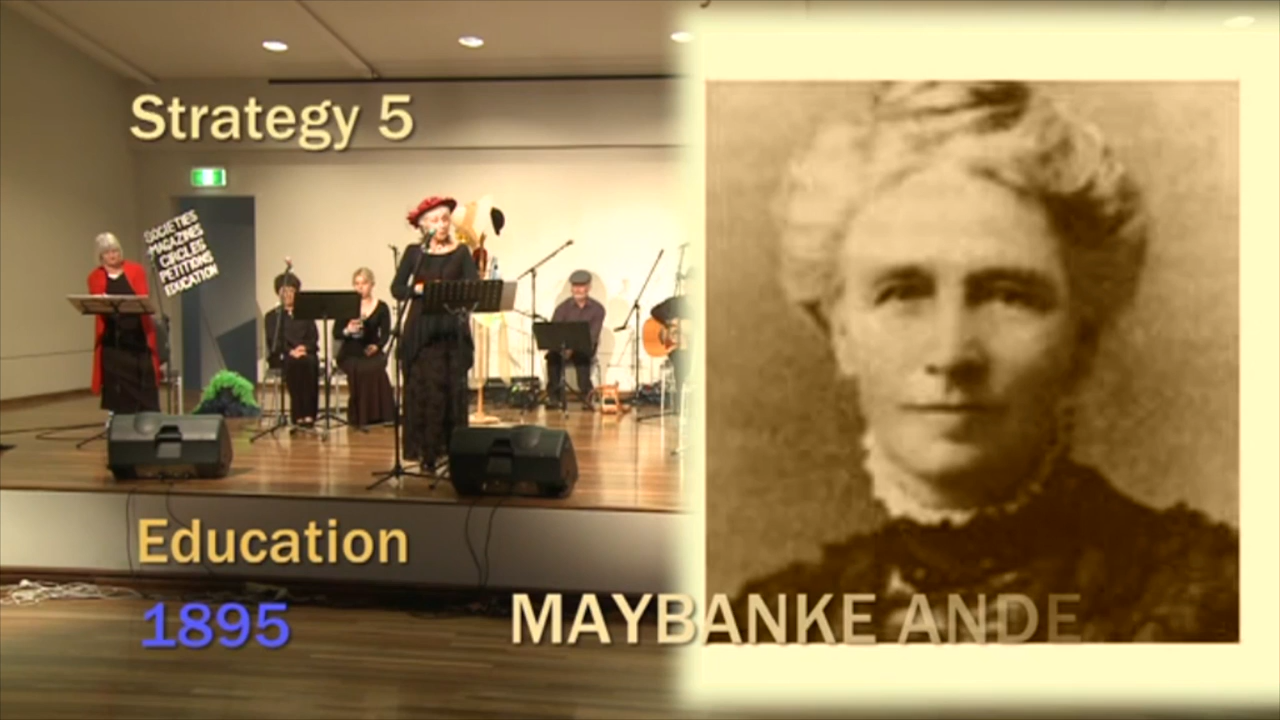 Strategy 5
SOCIETIES
MAGAZINES
CIRCLES
PETITIONS
EDUCATION
Education
1895
MAYBANKE ANDE